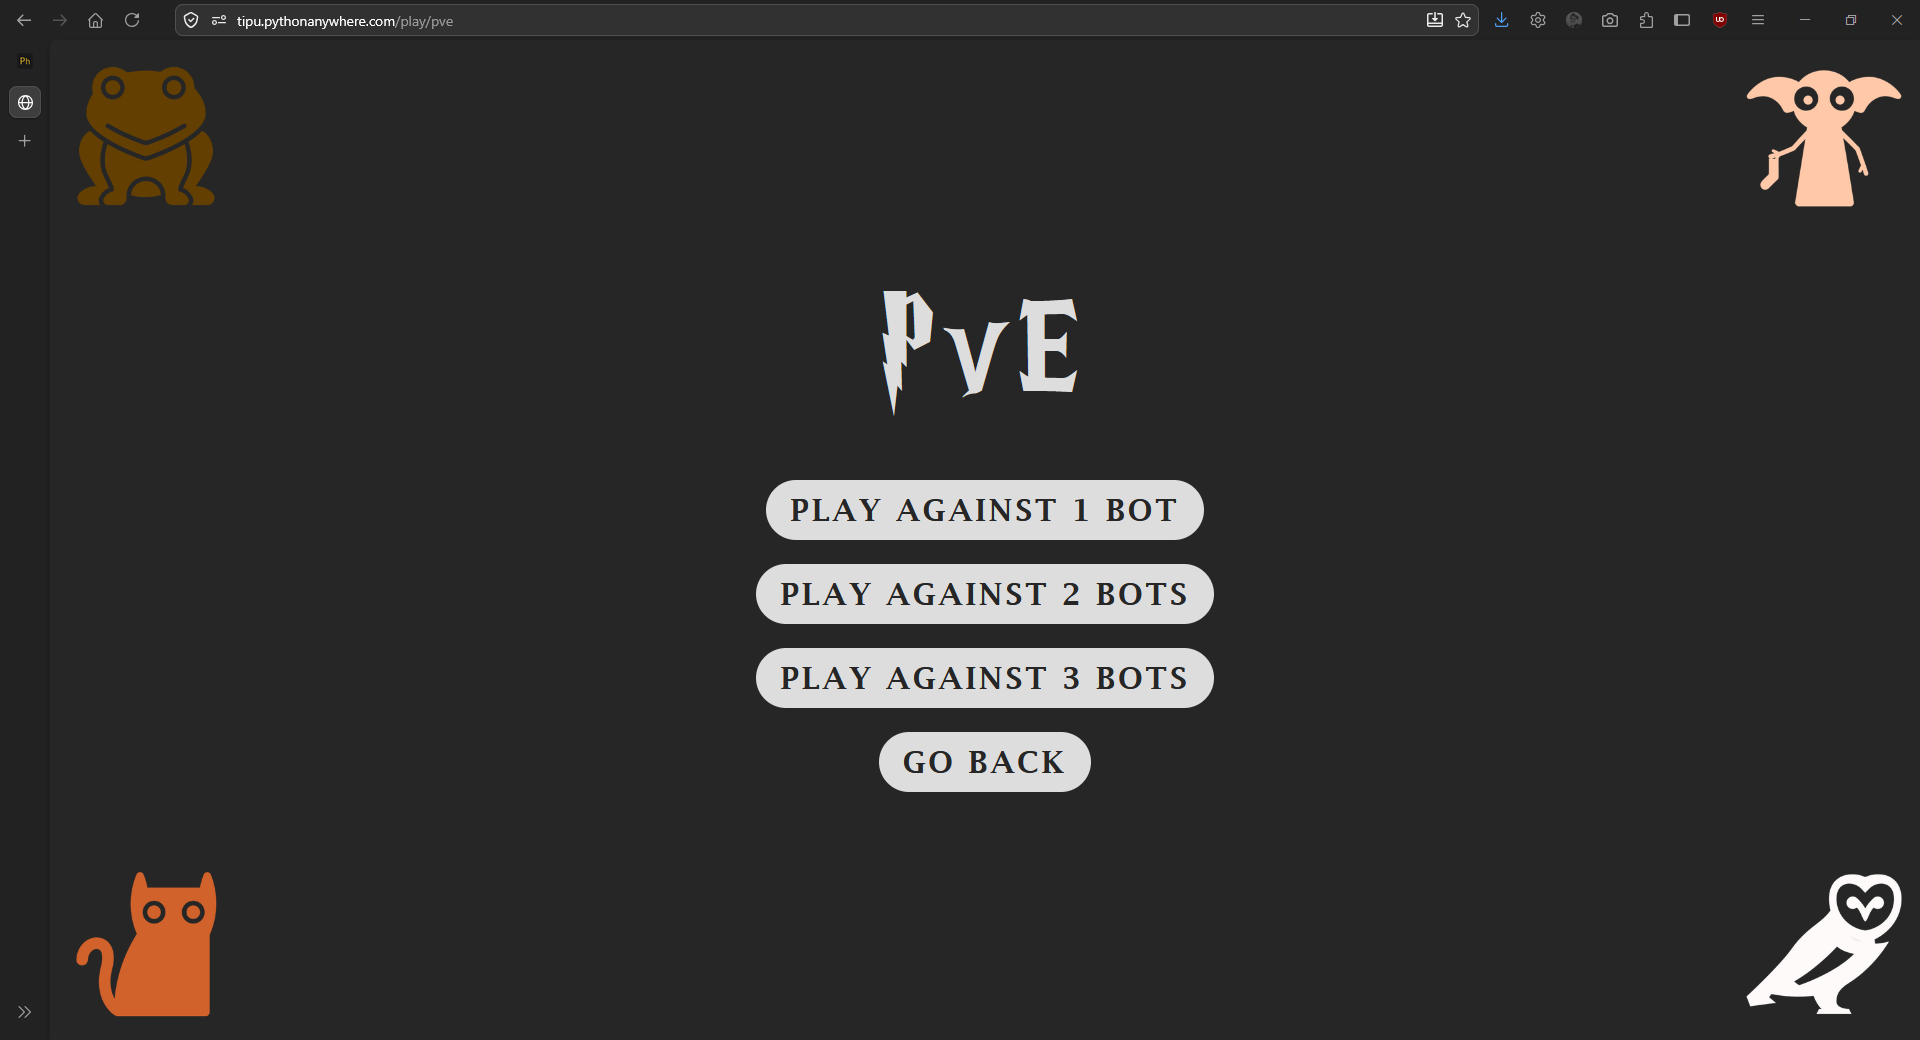 tipu.pythonanywhere.com/play/pve
Ph
PvE
PLAY AGAINST 1 BOT
PLAY AGAINST 2 BOTS
PLAY AGAINST 3 BOTS
GO BACK